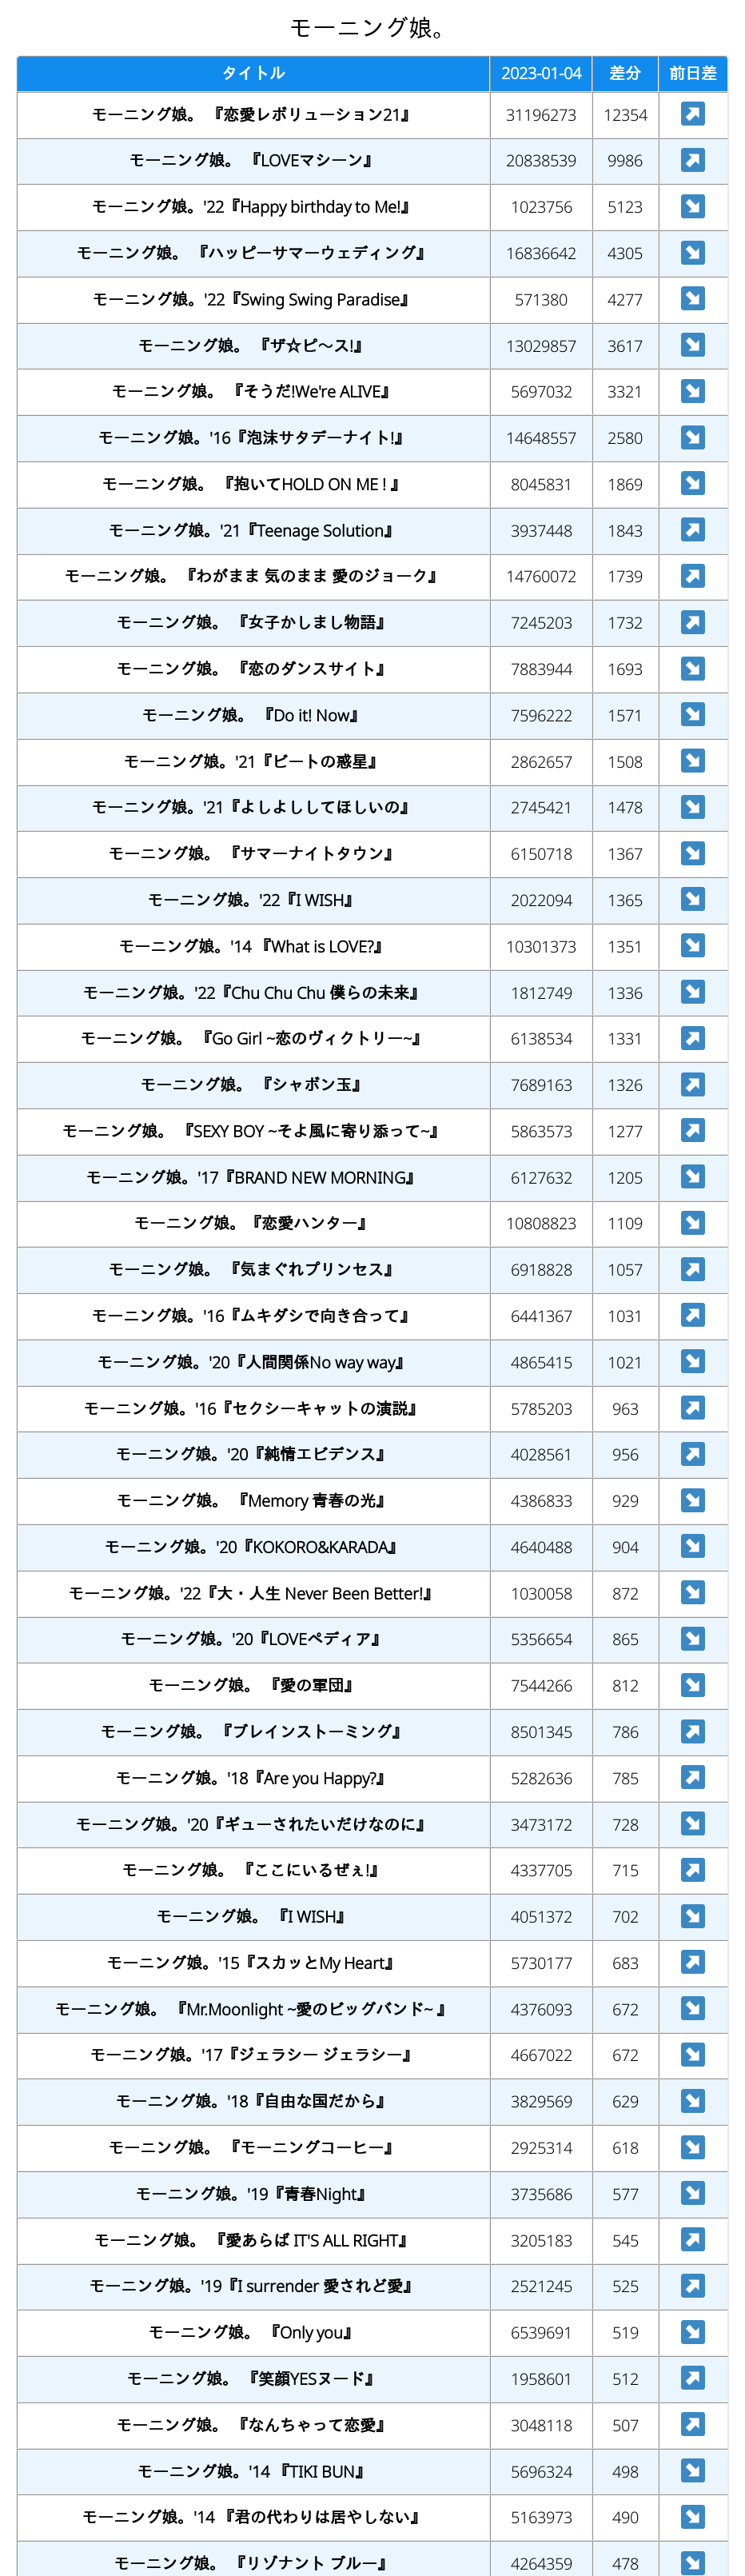 モーニング娘。
タイトル 2023-01-04 差分 前日差
モーニング娘。 『恋愛レボリューション21』 31196273 12354 ↗
モーニング娘。 『LOVEマシーン』 20838539 9986 ↗
モーニング娘。'22『Happy birthday to Me!』 1023756 5123 ↘
モーニング娘。 『ハッピーサマーウェディング』 16836642 4305 ↘
モーニング娘。'22『Swing Swing Paradise』 571380 4277 ↘
モーニング娘。 『ザ☆ピ〜ス!』 13029857 3617 ↘
モーニング娘。 『そうだ!We're ALIVE』 5697032 3321 ↘
モーニング娘。'16『泡沫サタデーナイト!』 14648557 2580 ↘
モーニング娘。 『抱いてHOLD ON ME ! 』 8045831 1869 ↘
モーニング娘。'21『Teenage Solution』 3937448 1843 ↗
モーニング娘。 『わがまま 気のまま 愛のジョーク』 14760072 1739 ↗
モーニング娘。 『女子かしまし物語』 7245203 1732 ↗
モーニング娘。 『恋のダンスサイト』 7883944 1693 ↘
モーニング娘。 『Do it! Now』 7596222 1571 ↘
モーニング娘。'21『ビートの惑星』 2862657 1508 ↘
モーニング娘。'21『よしよししてほしいの』 2745421 1478 ↘
モーニング娘。 『サマーナイトタウン』 6150718 1367 ↘
モーニング娘。'22『I WISH』 2022094 1365 ↘
モーニング娘。'14 『What is LOVE?』 10301373 1351 ↘
モーニング娘。'22『Chu Chu Chu 僕らの未来』 1812749 1336 ↘
モーニング娘。 『Go Girl ~恋のヴィクトリー~』 6138534 1331 ↗
モーニング娘。 『シャボン玉』 7689163 1326 ↗
モーニング娘。 『SEXY BOY ~そよ風に寄り添って~』 5863573 1277 ↗
モーニング娘。'17『BRAND NEW MORNING』 6127632 1205 ↘
モーニング娘。『恋愛ハンター』 10808823 1109 ↘
モーニング娘。 『気まぐれプリンセス』 6918828 1057 ↗
モーニング娘。'16『ムキダシで向き合って』 6441367 1031 ↗
モーニング娘。'20『人間関係No way way』 4865415 1021 ↘
モーニング娘。'16『セクシーキャットの演説』 5785203 963 ↗
モーニング娘。'20『純情エビデンス』 4028561 956 ↗
モーニング娘。 『Memory 青春の光』 4386833 929 ↘
モーニング娘。'20『KOKORO&KARADA』 4640488 904 ↘
モーニング娘。'22『大・人生 Never Been Better!』 1030058 872 ↘
モーニング娘。'20『LOVEペディア』 5356654 865 ↘
モーニング娘。 『愛の軍団』 7544266 812 ↘
モーニング娘。 『ブレインストーミング』 8501345 786 ↗
モーニング娘。'18『Are you Happy?』 5282636 785 ↗
モーニング娘。'20『ギューされたいだけなのに』 3473172 728 ↘
モーニング娘。 『ここにいるぜぇ!』 4337705 715 ↗
モーニング娘。 『I WISH』 4051372 702 ↘
モーニング娘。'15『スカッとMy Heart』 5730177 683 ↗
モーニング娘。 『Mr.Moonlight ~愛のビッグバンド~ 』 4376093 672 ↘
モーニング娘。'17『ジェラシー ジェラシー』 4667022 672 ↘
モーニング娘。'18『自由な国だから』 3829569 629 ↘
モーニング娘。 『モーニングコーヒー』 2925314 618 ↘
モーニング娘。'19『青春Night』 3735686 577 ↘
モーニング娘。 『愛あらば IT'S ALL RIGHT』 3205183 545 ↗
モーニング娘。'19『I surrender 愛されど愛』 2521245 525 ↗
モーニング娘。 『Only you』 6539691 519 ↘
モーニング娘。 『笑顔YESヌード』 1958601 512 ↗
モーニング娘。 『なんちゃって恋愛』 3048118 507 ↗
モーニング娘。'14 『TIKI BUN』 5696324 498 ↘
モーニング娘。'14 『君の代わりは居やしない』 5163973 490 ↘
モーニング娘。 『リゾナント ブルー』 4264359 478 ↘